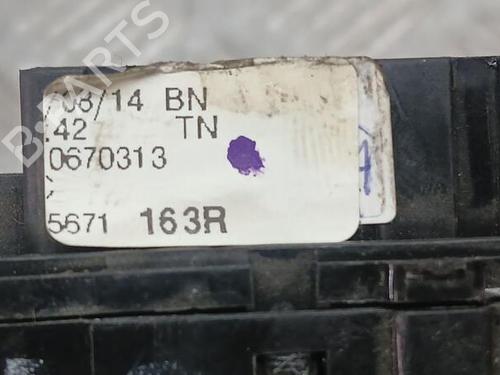 /08/14 BN
.42 TN
0670313
5671 163R
A
B-PARTS